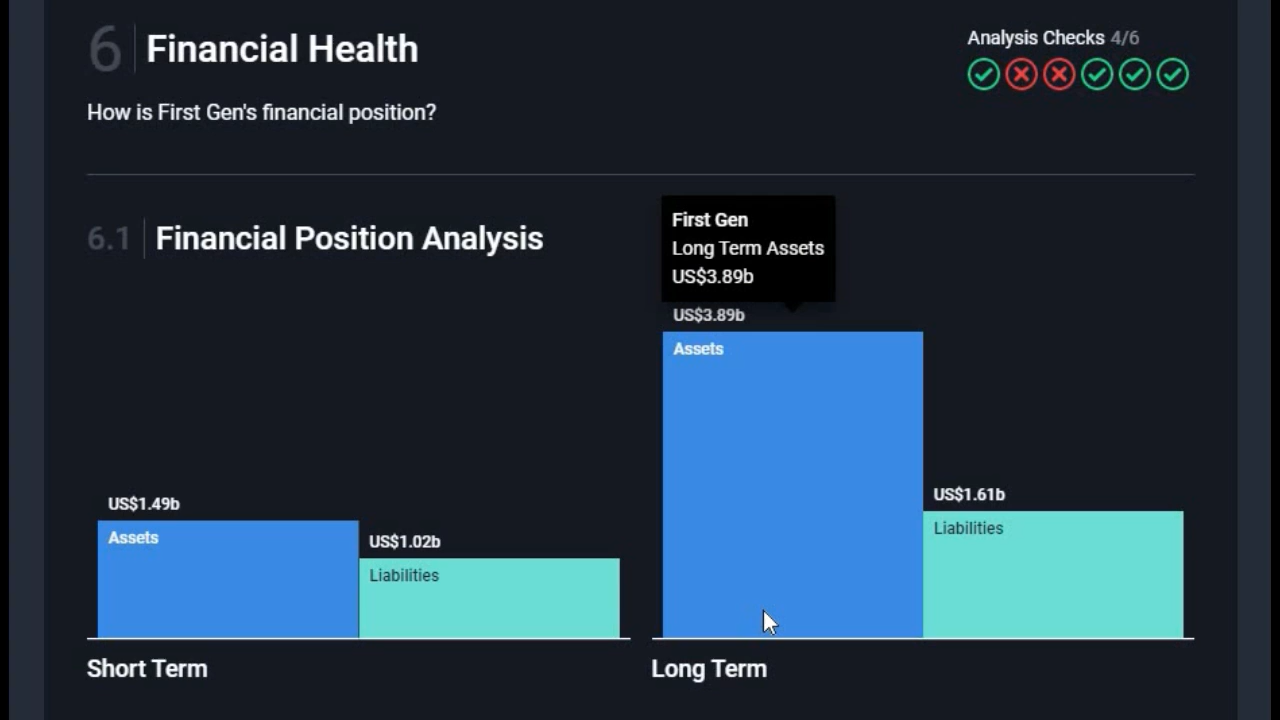 6 Financial Health
Analysis Checks 4/6
How is First Gen's financial position?
6.1 Financial Position Analysis
First Gen
Long Term Assets
US$3.89b
US$3.89b
Assets
US$1.61b
Liabilities
US$1.49b
Assets
US$1.02b
Liabilities
Short Term
Long Term